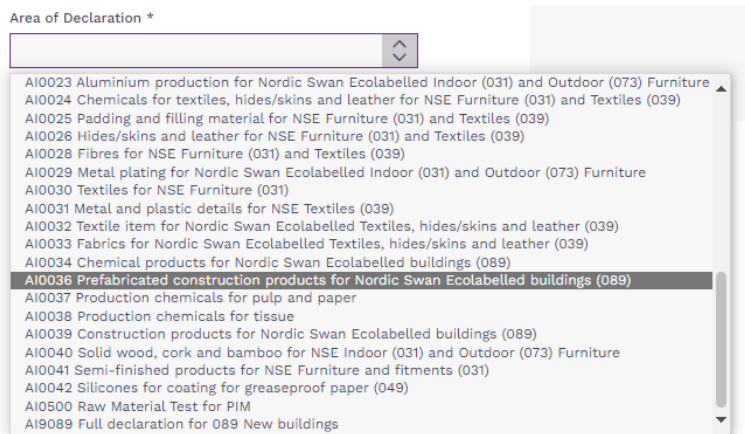 Area of Declaration *
AI0023 Aluminium production for Nordic Swan Ecolabelled Indoor (031) and Outdoor (073) Furniture
AI0024 Chemicals for textiles, hides/skins and leather for NSE Furniture (031) and Textiles (039)
AI0025 Padding and filling material for NSE Furniture (031) and Textiles (039)
AI0026 Hides/skins and leather for NSE Furniture (031) and Textiles (039)
AI0028 Fibres for NSE Furniture (031) and Textiles (039)
AI0029 Metal plating for Nordic Swan Ecolabelled Indoor (031) and Outdoor (073) Furniture
AI0030 Textiles for NSE Furniture (031)
AI0031 Metal and plastic details for NSE Textiles (039)
AI0032 Textile item for Nordic Swan Ecolabelled Textiles, hides/skins and leather (039)
AI0033 Fabrics for Nordic Swan Ecolabelled Textiles, hides/skins and leather (039)
AI0034 Chemical products for Nordic Swan Ecolabelled buildings (089)
AI0036 Prefabricated construction products for Nordic Swan Ecolabelled buildings (089)
AI0037 Production chemicals for pulp and paper
AI0038 Production chemicals for tissue
AI0039 Construction products for Nordic Swan Ecolabelled buildings (089)
AI0040 Solid wood, cork and bamboo for NSE Indoor (031) and Outdoor (073) Furniture
AI0041 Semi-finished products for NSE Furniture and fitments (031)
AI0042 Silicones for coating for greaseproof paper (049)
AI0500 Raw Material Test for PIM
AI9089 Full declaration for 089 New buildings